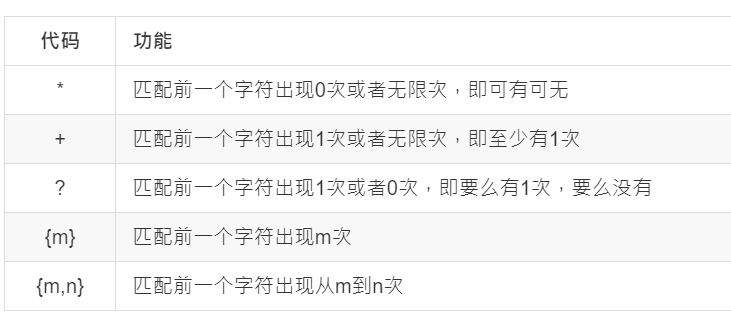 代码 功能
* 匹配前一个字符出现0次或者无限次，即可有可无
+ 匹配前一个字符出现1次或者无限次，即至少有1次
? 匹配前一个字符出现1次或者0次，即要么有1次，要么没有
{m} 匹配前一个字符出现m次
{m,n} 匹配前一个字符出现从m到n次